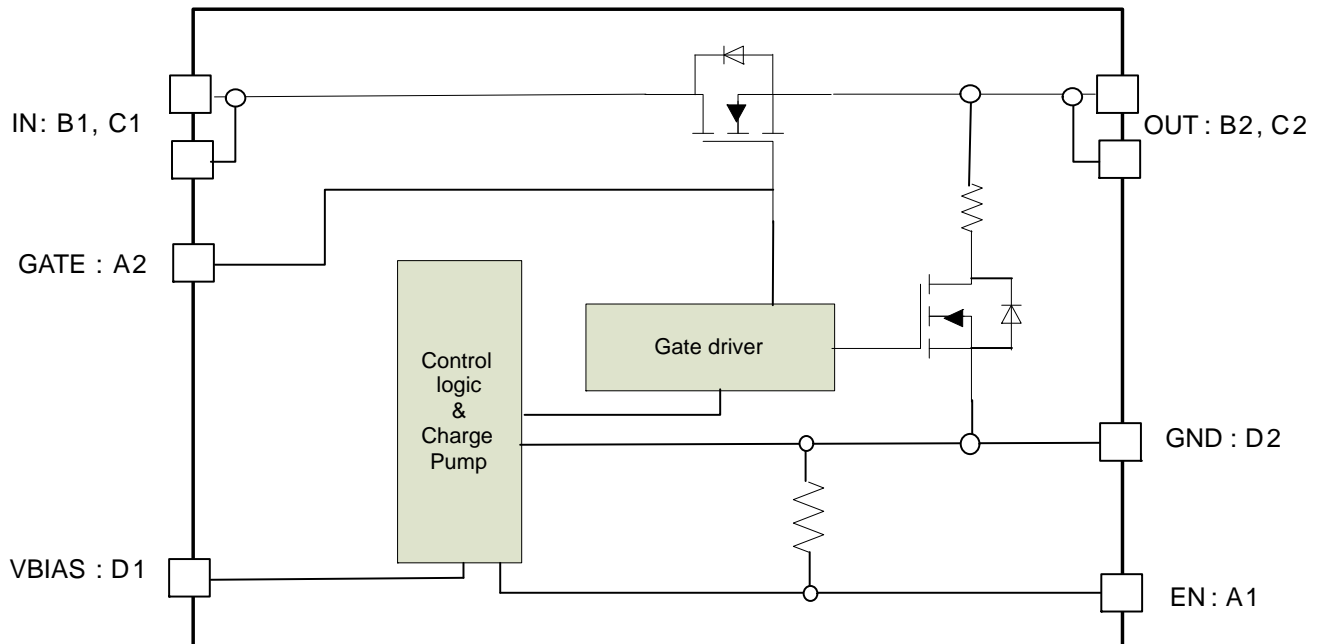 IN: B1, C1
OUT : B2, C2
GATE : A2
Gate driver
Control
logic
&
Charge
Pump
GND : D2
VBIAS : D1
EN : A1